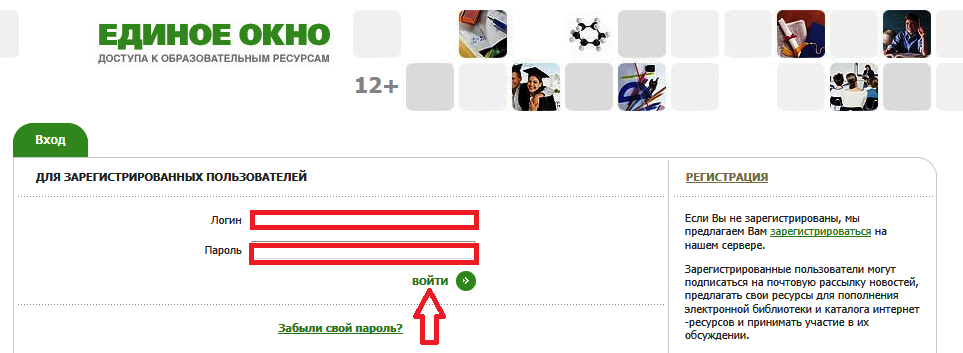 ЕДИНОЕ ОКНО
ДОСТУПА К ОБРАЗОВАТЕЛЬНЫМ РЕСУРСАМ
12+
Вход
ДЛЯ ЗАРЕГИСТРИРОВАННЫХ ПОЛЬЗОВАТЕЛЕЙ
Логин
Пароль
ВОЙТИ
Забыли свой пароль?
РЕГИСТРАЦИЯ
Если Вы не зарегистрированы, мы
предлагаем Вам зарегистрироваться на
нашем сервере.
Зарегистрированные пользователи могут
подписаться на почтовую рассылку новостей,
предлагать свои ресурсы для пополнения
электронной библиотеки и каталога интернет
-ресурсов и принимать участие в их
обсуждении.